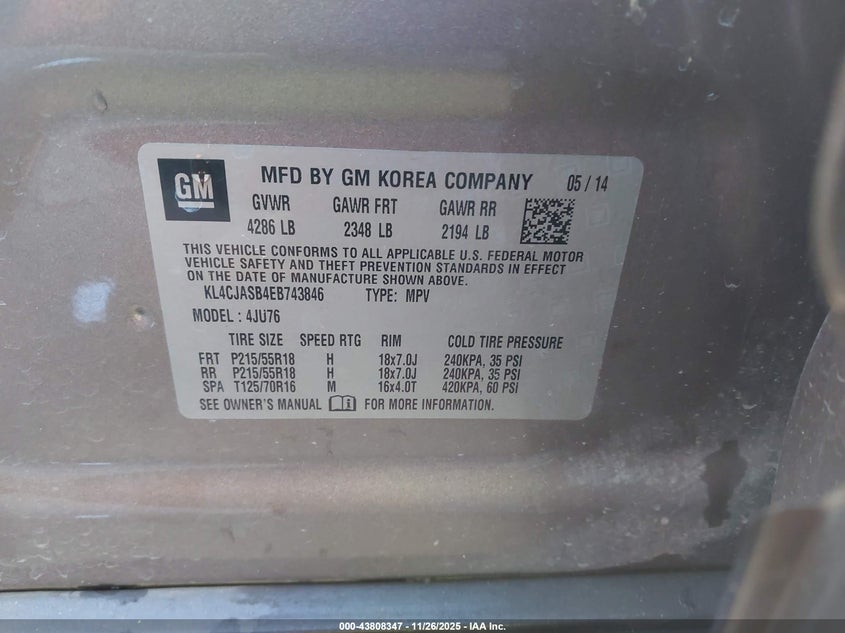 GM
MFD BY GM KOREA COMPANY 05 / 14
GVWR GAWR FRT GAWR RR
4286 LB 2348 LB 2194 LB
THIS VEHICLE CONFORMS TO ALL APPLICABLE U.S. FEDERAL MOTOR
VEHICLE SAFETY AND THEFT PREVENTION STANDARDS IN EFFECT
ON THE DATE OF MANUFACTURE SHOWN ABOVE.
KL4CJASB4EB743846 TYPE: MPV
MODEL : 4JU76
TIRE SIZE SPEED RTG RIM COLD TIRE PRESSURE
FRT P215/55R18 H 18x7.0J 240KPA, 35 PSI
RR P215/55R18 H 18x7.0J 240KPA, 35 PSI
SPA T125/70R16 M 16x4.0T 420KPA, 60 PSI
SEE OWNER'S MANUAL FOR MORE INFORMATION.
000-43808347 | 11/26/2025 - IAA Inc.